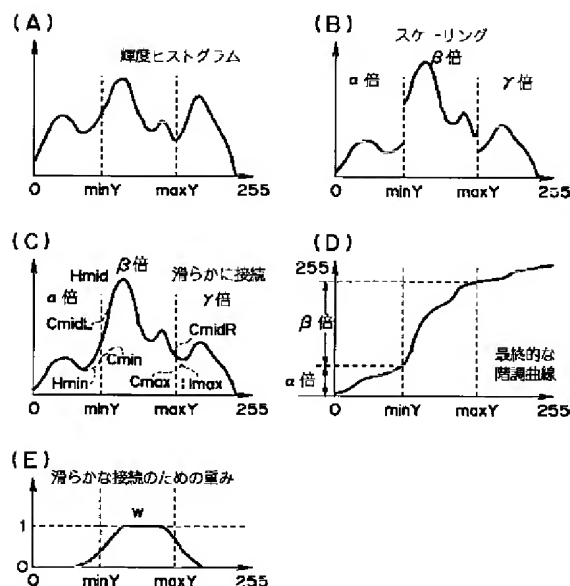 (A)
輝度ヒストグラム
0 minY maxY 255
(B)
スケーリング
α倍 β倍 γ倍
0 minY maxY 255
(C)
Hmid β倍 滑らかに接続
α倍 γ倍
CmidL CmidR
Cmin
Hmin Cmax Imax
0 minY maxY 255
(D)
255
β倍
α倍
最終的な
階調曲線
0 minY maxY 255
(E)
滑らかな接続のための重み
w
1
0
minY maxY 255